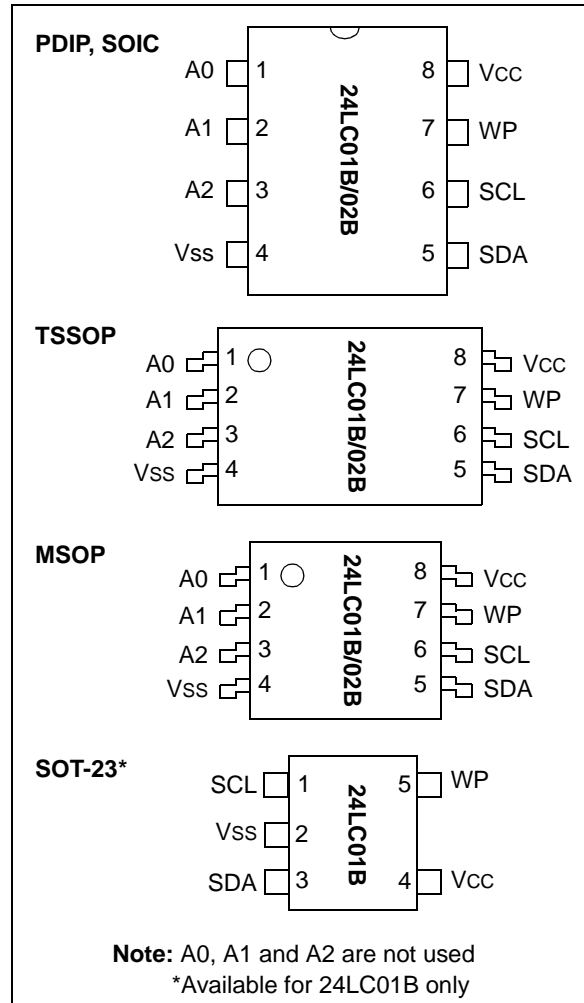 PDIP, SOIC
A0 1 8 VCC
A1 2 7 WP
A2 3 6 SCL
VSS 4 5 SDA
24LC01B/02B
TSSOP
A0 1 8 VCC
A1 2 7 WP
A2 3 6 SCL
VSS 4 5 SDA
24LC01B/02B
MSOP
A0 1 8 VCC
A1 2 7 WP
A2 3 6 SCL
VSS 4 5 SDA
24LC01B/02B
SOT-23*
SCL 1 5 WP
VSS 2
SDA 3 4 VCC
24LC01B
Note: A0, A1 and A2 are not used
*Available for 24LC01B only